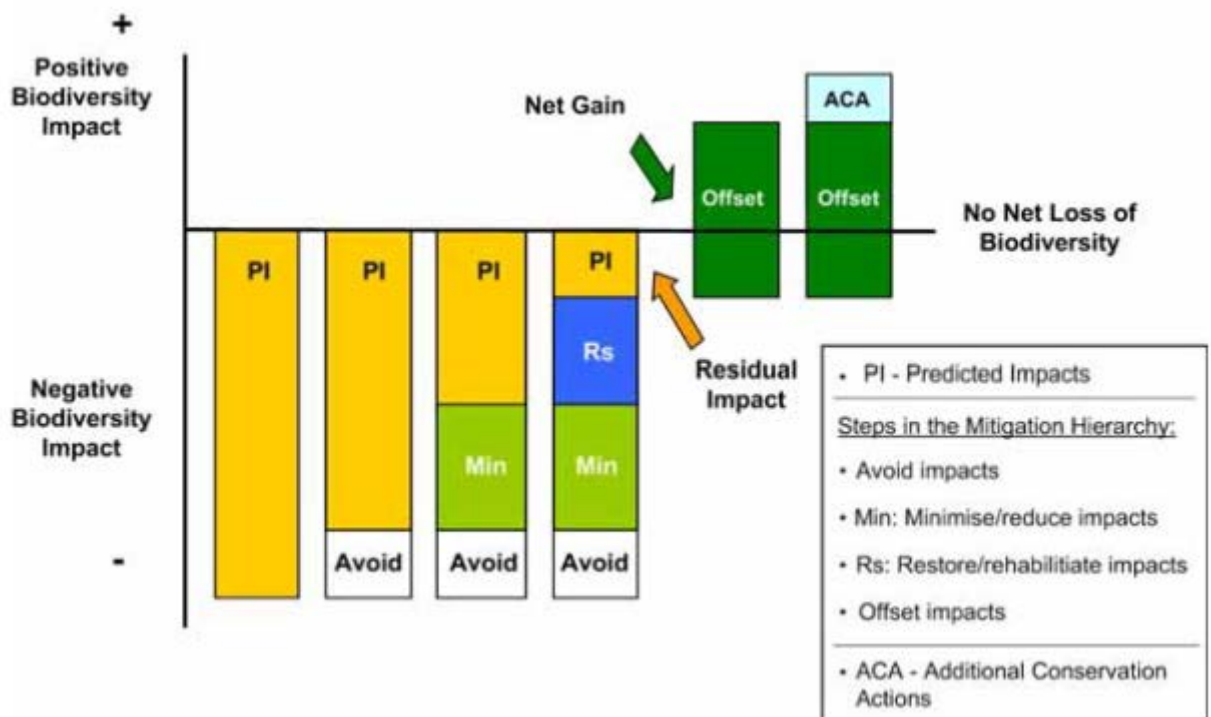 +
Positive
Biodiversity
Impact
Net Gain
ACA
Offset
Offset
No Net Loss of
Biodiversity
PI
PI
PI
PI
Rs
Residual
Impact
Negative
Biodiversity
Impact
Min
Min
-
Avoid
Avoid
Avoid
• PI - Predicted Impacts
Steps in the Mitigation Hierarchy:
• Avoid impacts
• Min: Minimise/reduce impacts
• Rs: Restore/rehabilitiate impacts
• Offset impacts
• ACA - Additional Conservation
Actions